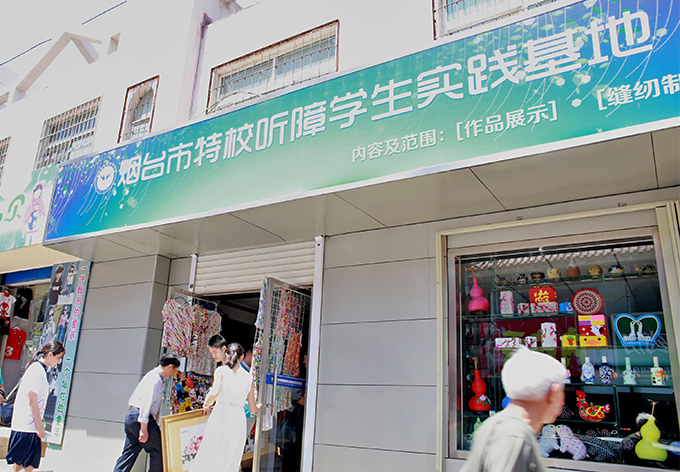 烟台市特校听障学生实践基地
内容及范围：[作品展示] [缝纫制